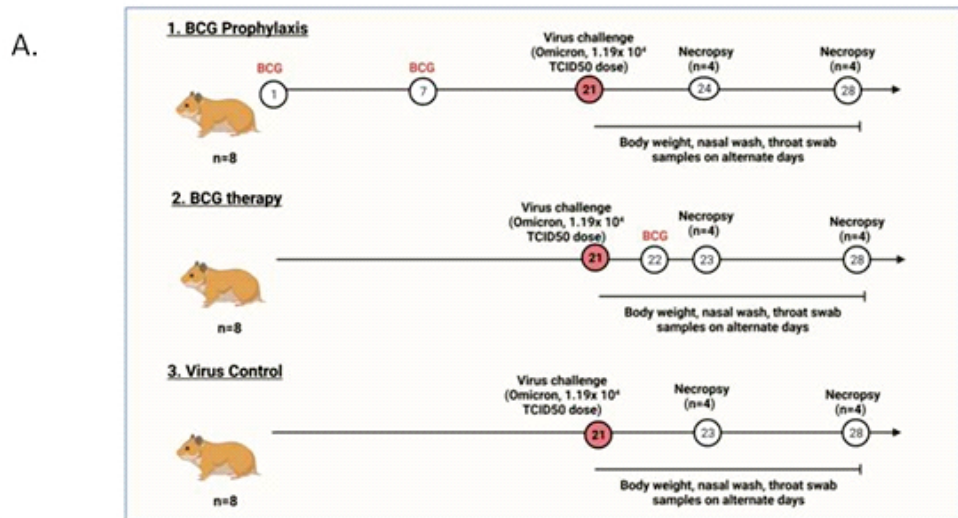 A.
1. BCG Prophylaxis
BCG
BCG
Virus challenge
(Omicron, 1.19x 10⁴
TCID50 dose)
Necropsy
(n=4)
Necropsy
(n=4)
1
7
21
24
28
n=8
Body weight, nasal wash, throat swab
samples on alternate days
2. BCG therapy
Virus challenge
(Omicron, 1.19x 10⁴
TCID50 dose)
BCG
Necropsy
(n=4)
Necropsy
(n=4)
21
22
23
28
n=8
Body weight, nasal wash, throat swab
samples on alternate days
3. Virus Control
Virus challenge
(Omicron, 1.19x 10⁴
TCID50 dose)
Necropsy
(n=4)
Necropsy
(n=4)
21
23
28
n=8
Body weight, nasal wash, throat swab
samples on alternate days